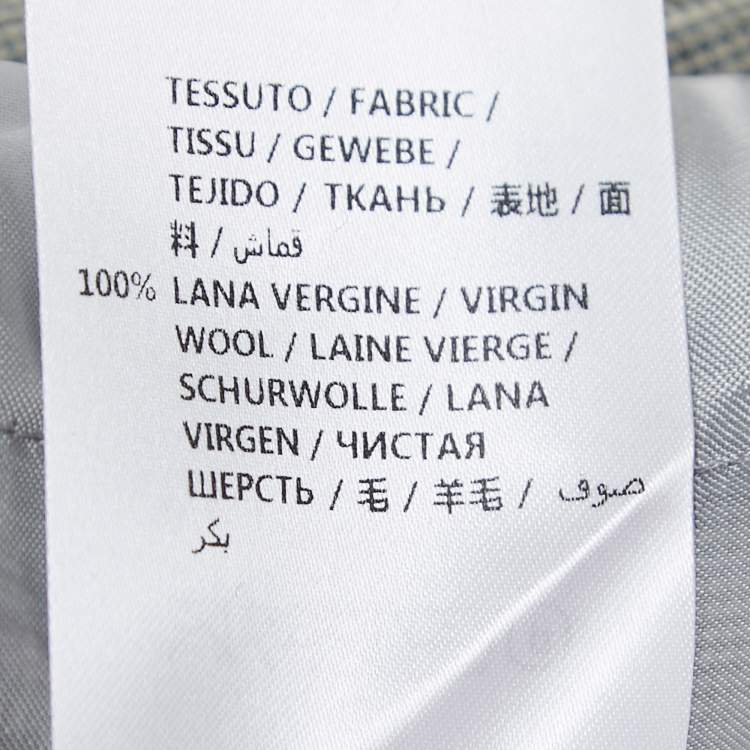 TESSUTO / FABRIC /
TISSU / GEWEBE /
TEJIDO / ТКАНЬ / 表地 / 面
料 / قماش
100% LANA VERGINE / VIRGIN
WOOL / LAINE VIERGE /
SCHURWOLLE / LANA
VIRGEN / ЧИСТАЯ
ШЕРСТЬ / 毛 / 羊毛 / صوف
بكر